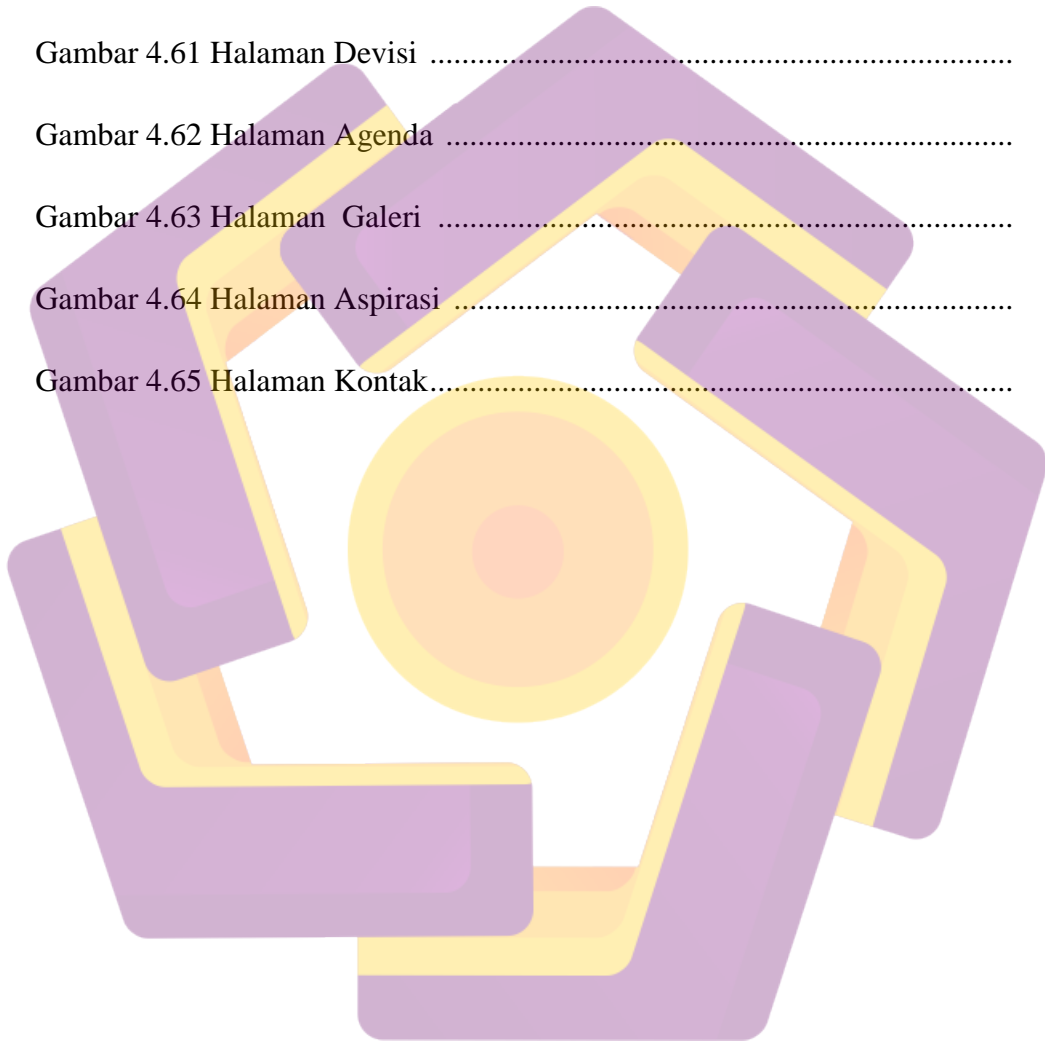 Gambar 4.61 Halaman Devisi ..........................................................................
Gambar 4.62 Halaman Agenda ........................................................................
Gambar 4.63 Halaman  Galeri .........................................................................
Gambar 4.64 Halaman Aspirasi .......................................................................
Gambar 4.65 Halaman Kontak..........................................................................